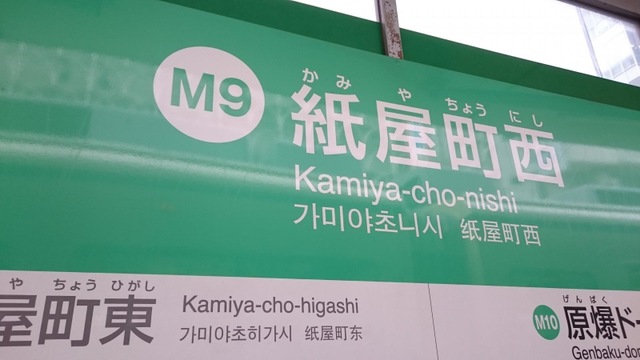 M9
かみ や ちょう にし
紙屋町西
Kamiya-cho-nishi
가미야초니시 纸屋町西
や ちょう ひがし
屋町東
Kamiya-cho-higashi
가미야초히가시 纸屋町东
M10
げんばく
原爆ド
Genbaku-do